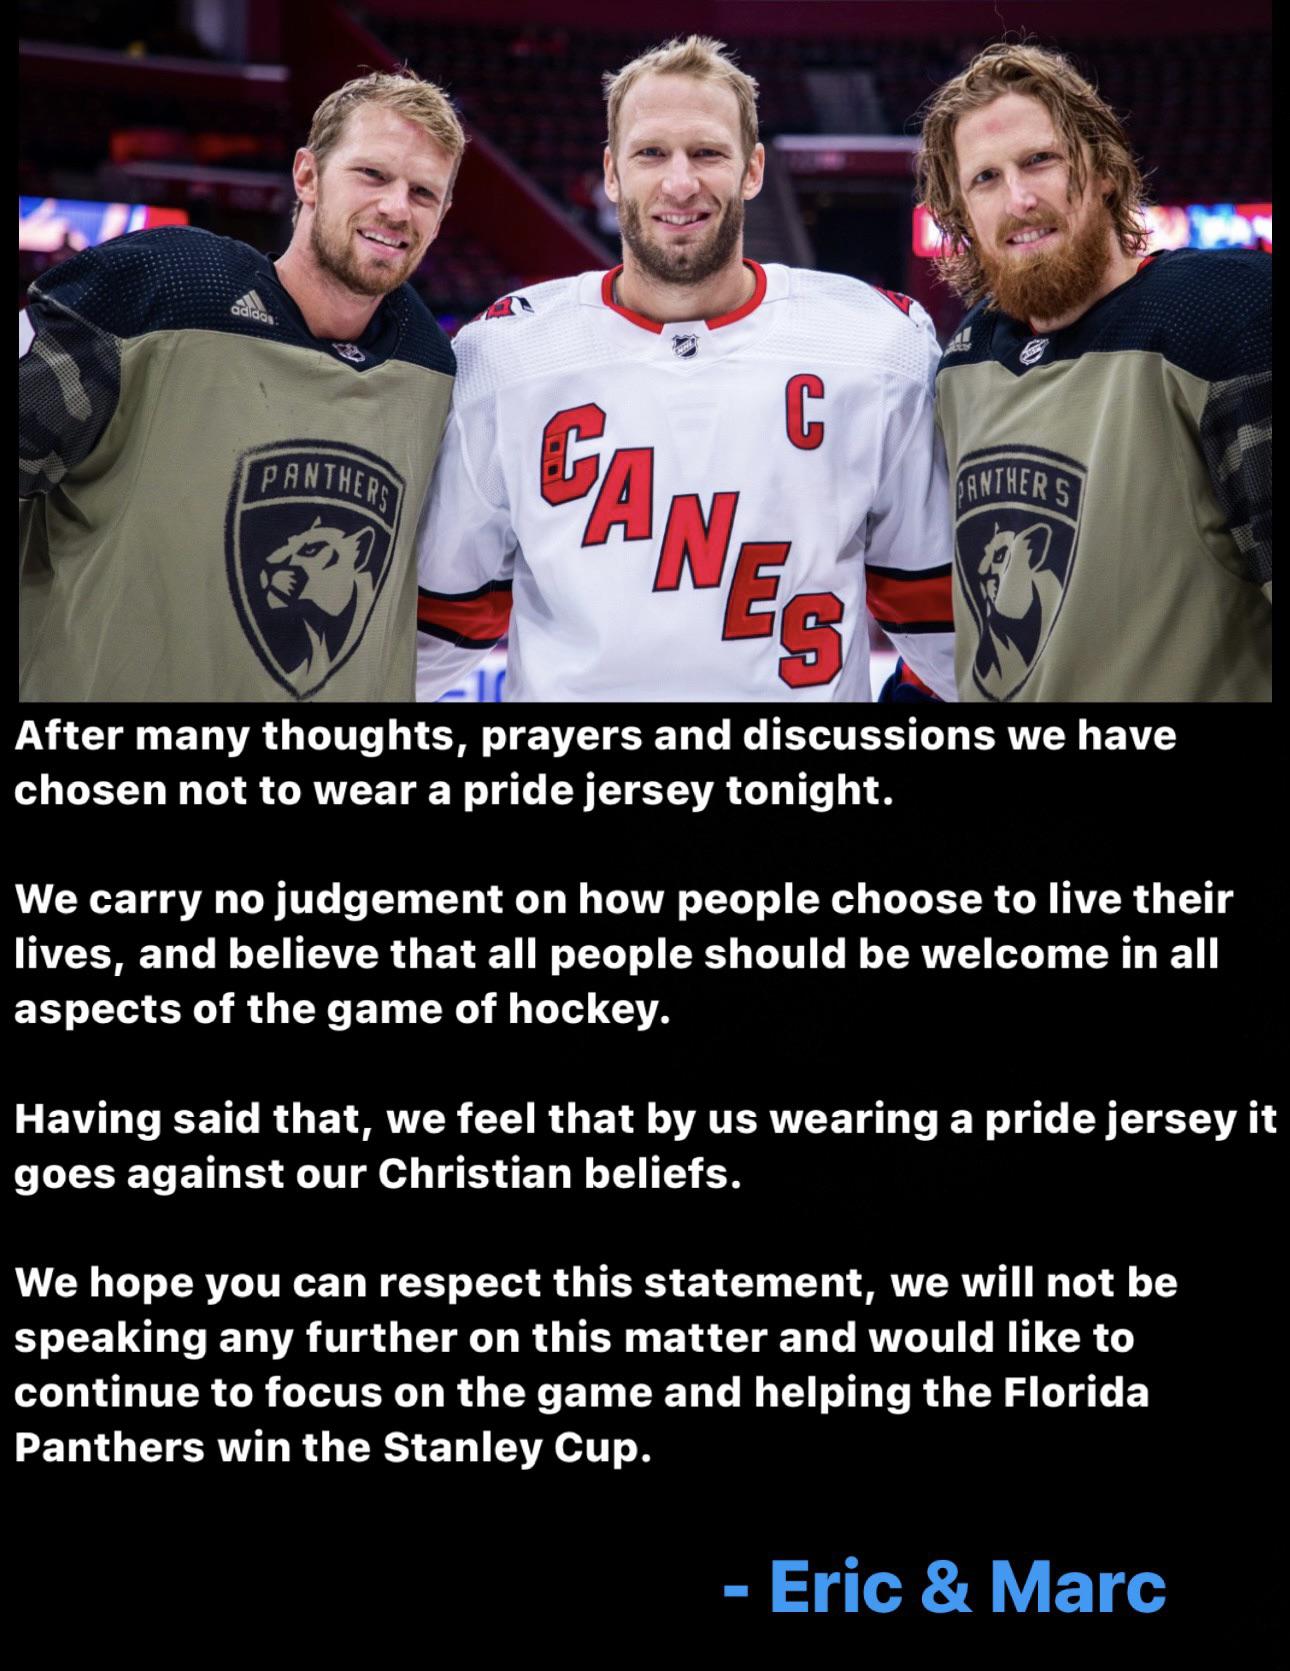 adidas
PANTHERS
C
CANES
PANTHERS
After many thoughts, prayers and discussions we have
chosen not to wear a pride jersey tonight.
We carry no judgement on how people choose to live their
lives, and believe that all people should be welcome in all
aspects of the game of hockey.
Having said that, we feel that by us wearing a pride jersey it
goes against our Christian beliefs.
We hope you can respect this statement, we will not be
speaking any further on this matter and would like to
continue to focus on the game and helping the Florida
Panthers win the Stanley Cup.
- Eric & Marc